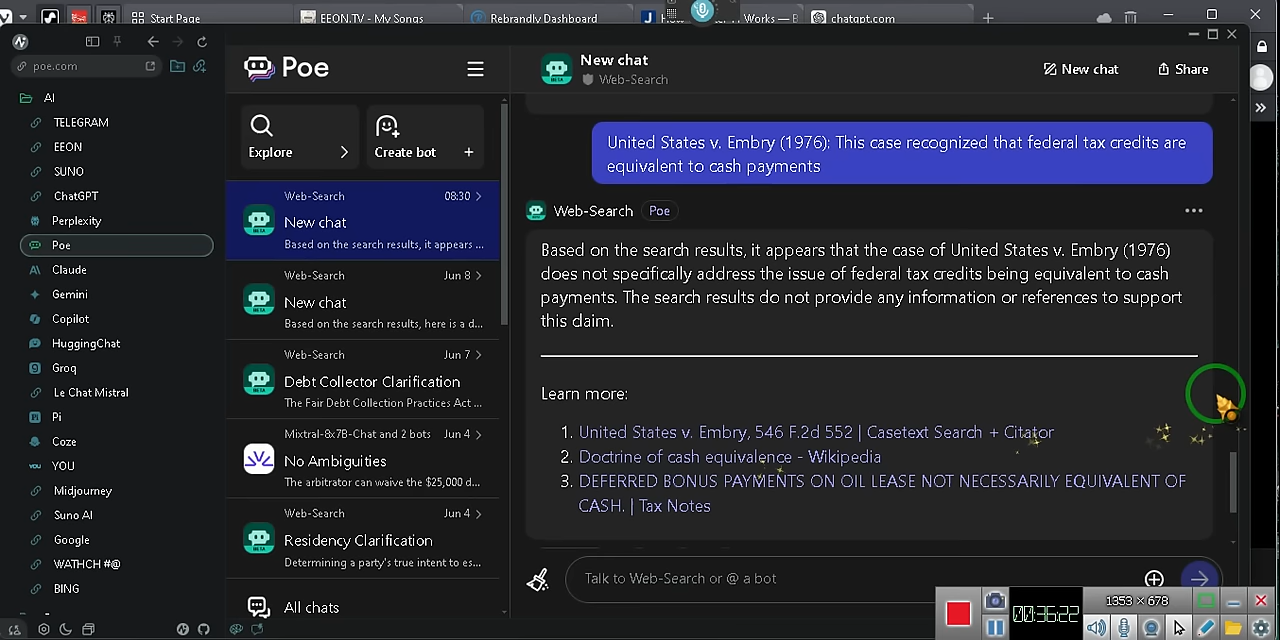 Start Page
EEON.TV - My Songs
Rebrandly Dashboard
Works — B
chatgpt.com
poe.com
AI
TELEGRAM
EEON
SUNO
ChatGPT
Perplexity
Poe
Claude
Gemini
Copilot
HuggingChat
Groq
Le Chat Mistral
Pi
Coze
YOU
Midjourney
Suno AI
Google
WATHCH #@
BING
Poe
Explore
Create bot
Web-Search 08:30
New chat
Based on the search results, it appears ...
Web-Search Jun 8
New chat
Based on the search results, here is a d...
Web-Search Jun 7
Debt Collector Clarification
The Fair Debt Collection Practices Act ...
Mixtral-8x7B-Chat and 2 bots Jun 4
No Ambiguities
The arbitrator can waive the $25,000 d...
Web-Search Jun 4
Residency Clarification
Determining a party's true intent to es...
All chats
New chat
Web-Search
New chat
Share
United States v. Embry (1976): This case recognized that federal tax credits are
equivalent to cash payments
Web-Search Poe
Based on the search results, it appears that the case of United States v. Embry (1976)
does not specifically address the issue of federal tax credits being equivalent to cash
payments. The search results do not provide any information or references to support
this claim.
Learn more:
1. United States v. Embry, 546 F.2d 552 | Casetext Search + Citator
2. Doctrine of cash equivalence - Wikipedia
3. DEFERRED BONUS PAYMENTS ON OIL LEASE NOT NECESSARILY EQUIVALENT OF
CASH. | Tax Notes
Talk to Web-Search or @ a bot
00:36:22
1353 × 678